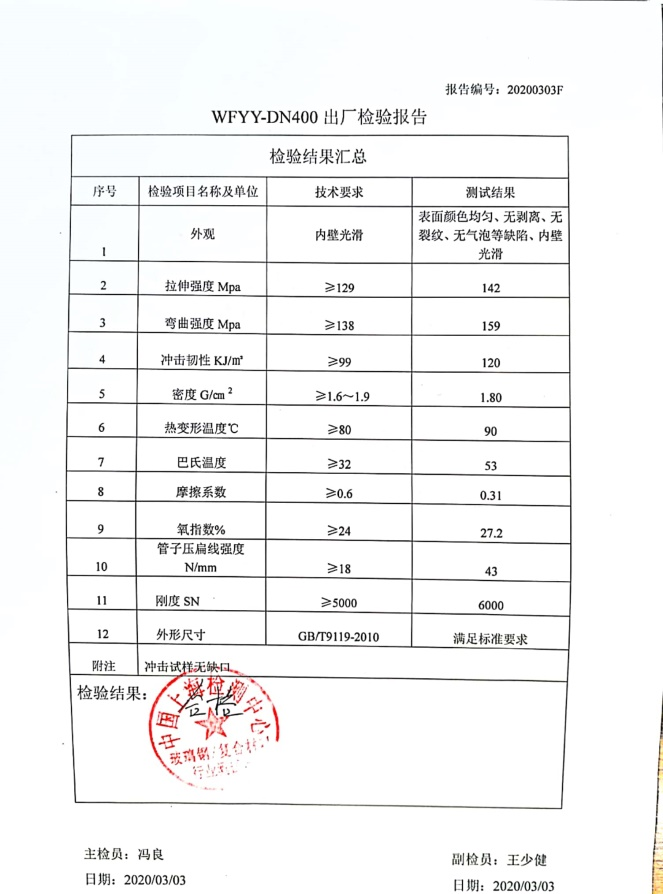 报告编号：20200303F
WFYY-DN400 出厂检验报告
检验结果汇总
序号 检验项目名称及单位 技术要求 测试结果
1 外观 内壁光滑 表面颜色均匀、无剥离、无
裂纹、无气泡等缺陷、内壁
光滑
2 拉伸强度 Mpa ≥129 142
3 弯曲强度 Mpa ≥138 159
4 冲击韧性 KJ/㎡ ≥99 120
5 密度 G/cm ² ≥1.6～1.9 1.80
6 热变形温度℃ ≥80 90
7 巴氏温度 ≥32 53
8 摩擦系数 ≥0.6 0.31
9 氧指数% ≥24 27.2
10 管子压扁线强度
N/mm ≥18 43
11 刚度 SN ≥5000 6000
12 外形尺寸 GB/T9119-2010 满足标准要求
附注 冲击试样无缺口
检验结果：
合格
中国上海检测中心
玻璃钢/复合材
主检员：冯良
副检员：王少健
日期：2020/03/03
日期：2020/03/03